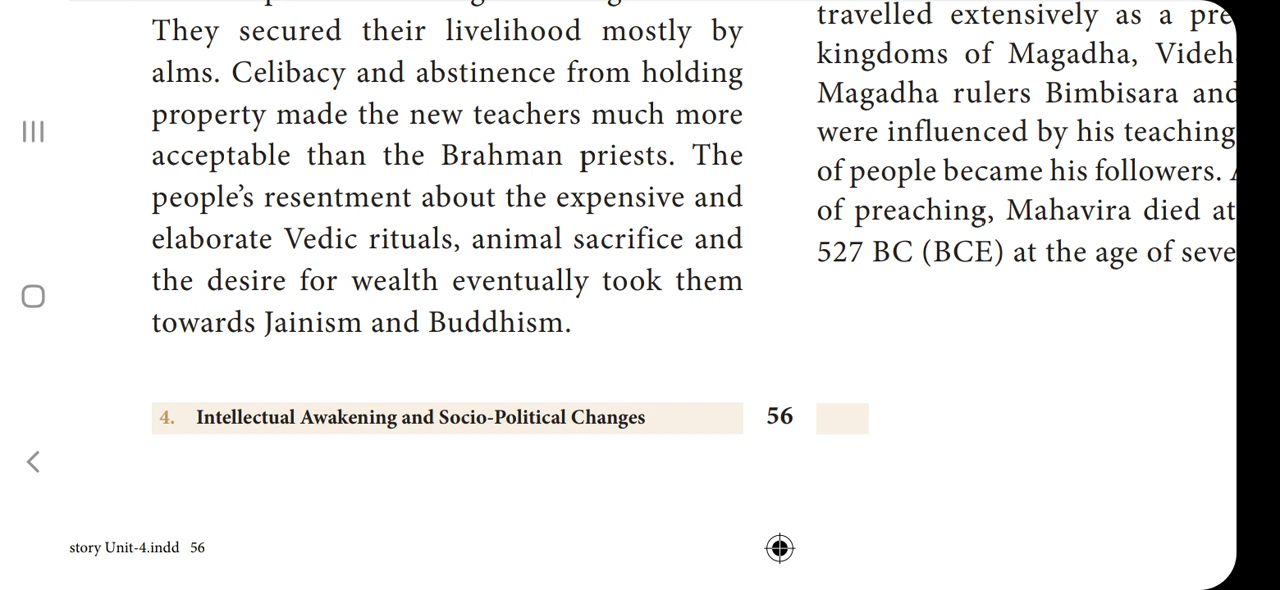 They secured their livelihood mostly by
alms. Celibacy and abstinence from holding
property made the new teachers much more
acceptable than the Brahman priests. The
people's resentment about the expensive and
elaborate Vedic rituals, animal sacrifice and
the desire for wealth eventually took them
towards Jainism and Buddhism.
travelled extensively as a
kingdoms of Magadha,
Magadha rulers Bimbisara and
were influenced by his teaching
of people became his followers.
of preaching, Mahavira died at
527 BC (BCE) at the age of
4. Intellectual Awakening and Socio-Political Changes
56
story Unit-4.indd 56